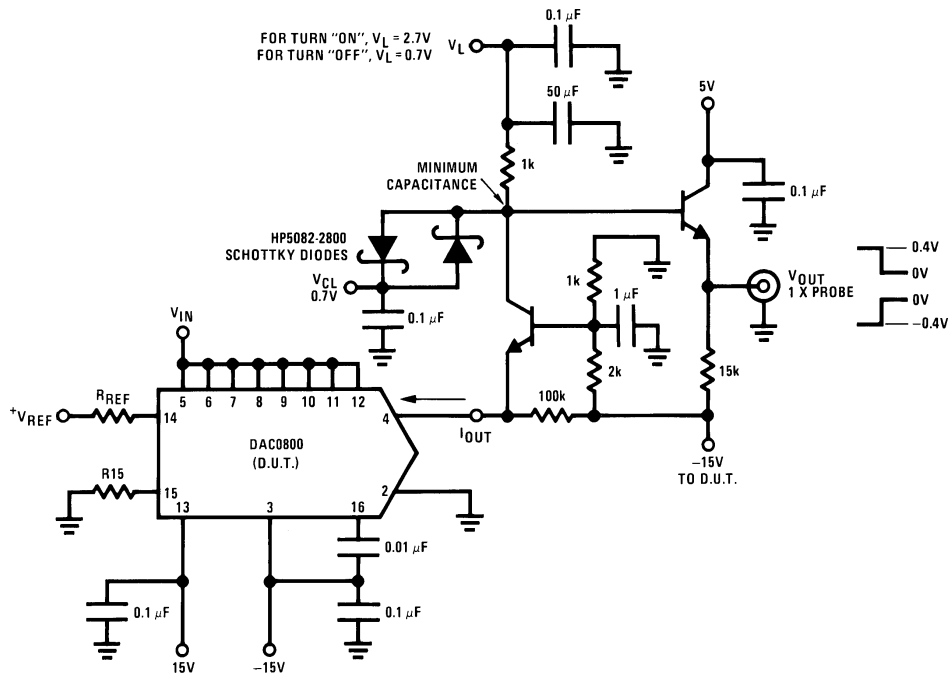 FOR TURN "ON", VL = 2.7V
FOR TURN "OFF", VL = 0.7V
VL
0.1 µF
50 µF
5V
1k
MINIMUM
CAPACITANCE
0.1 µF
HP5082-2800
SCHOTTKY DIODES
VCL
0.7V
0.1 µF
1k
1 µF
2k
100k
15k
VOUT
1 X PROBE
0.4V
0V
0V
−0.4V
VIN
5 6 7 8 9 10 11 12
+VREF
RREF
14
4
IOUT
DAC0800
(D.U.T.)
−15V
TO D.U.T.
R15
15
2
13
3
16
0.01 µF
0.1 µF
0.1 µF
15V
−15V